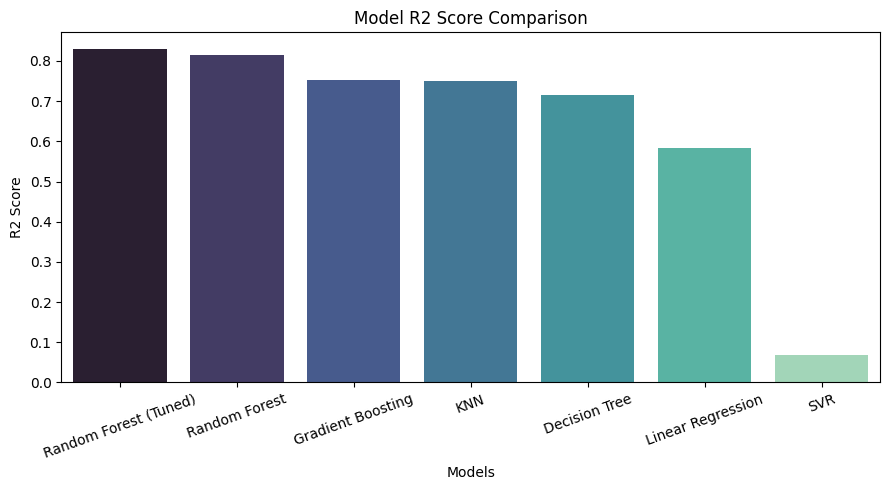 Model R2 Score Comparison
R2 Score
0.8
0.7
0.6
0.5
0.4
0.3
0.2
0.1
0.0
Random Forest (Tuned)
Random Forest
Gradient Boosting
KNN
Decision Tree
Linear Regression
SVR
Models